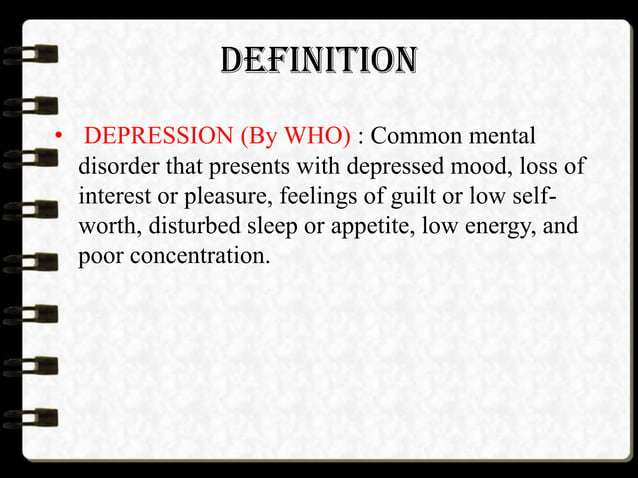 DEFINITION
• DEPRESSION (By WHO) : Common mental
disorder that presents with depressed mood, loss of
interest or pleasure, feelings of guilt or low self-
worth, disturbed sleep or appetite, low energy, and
poor concentration.